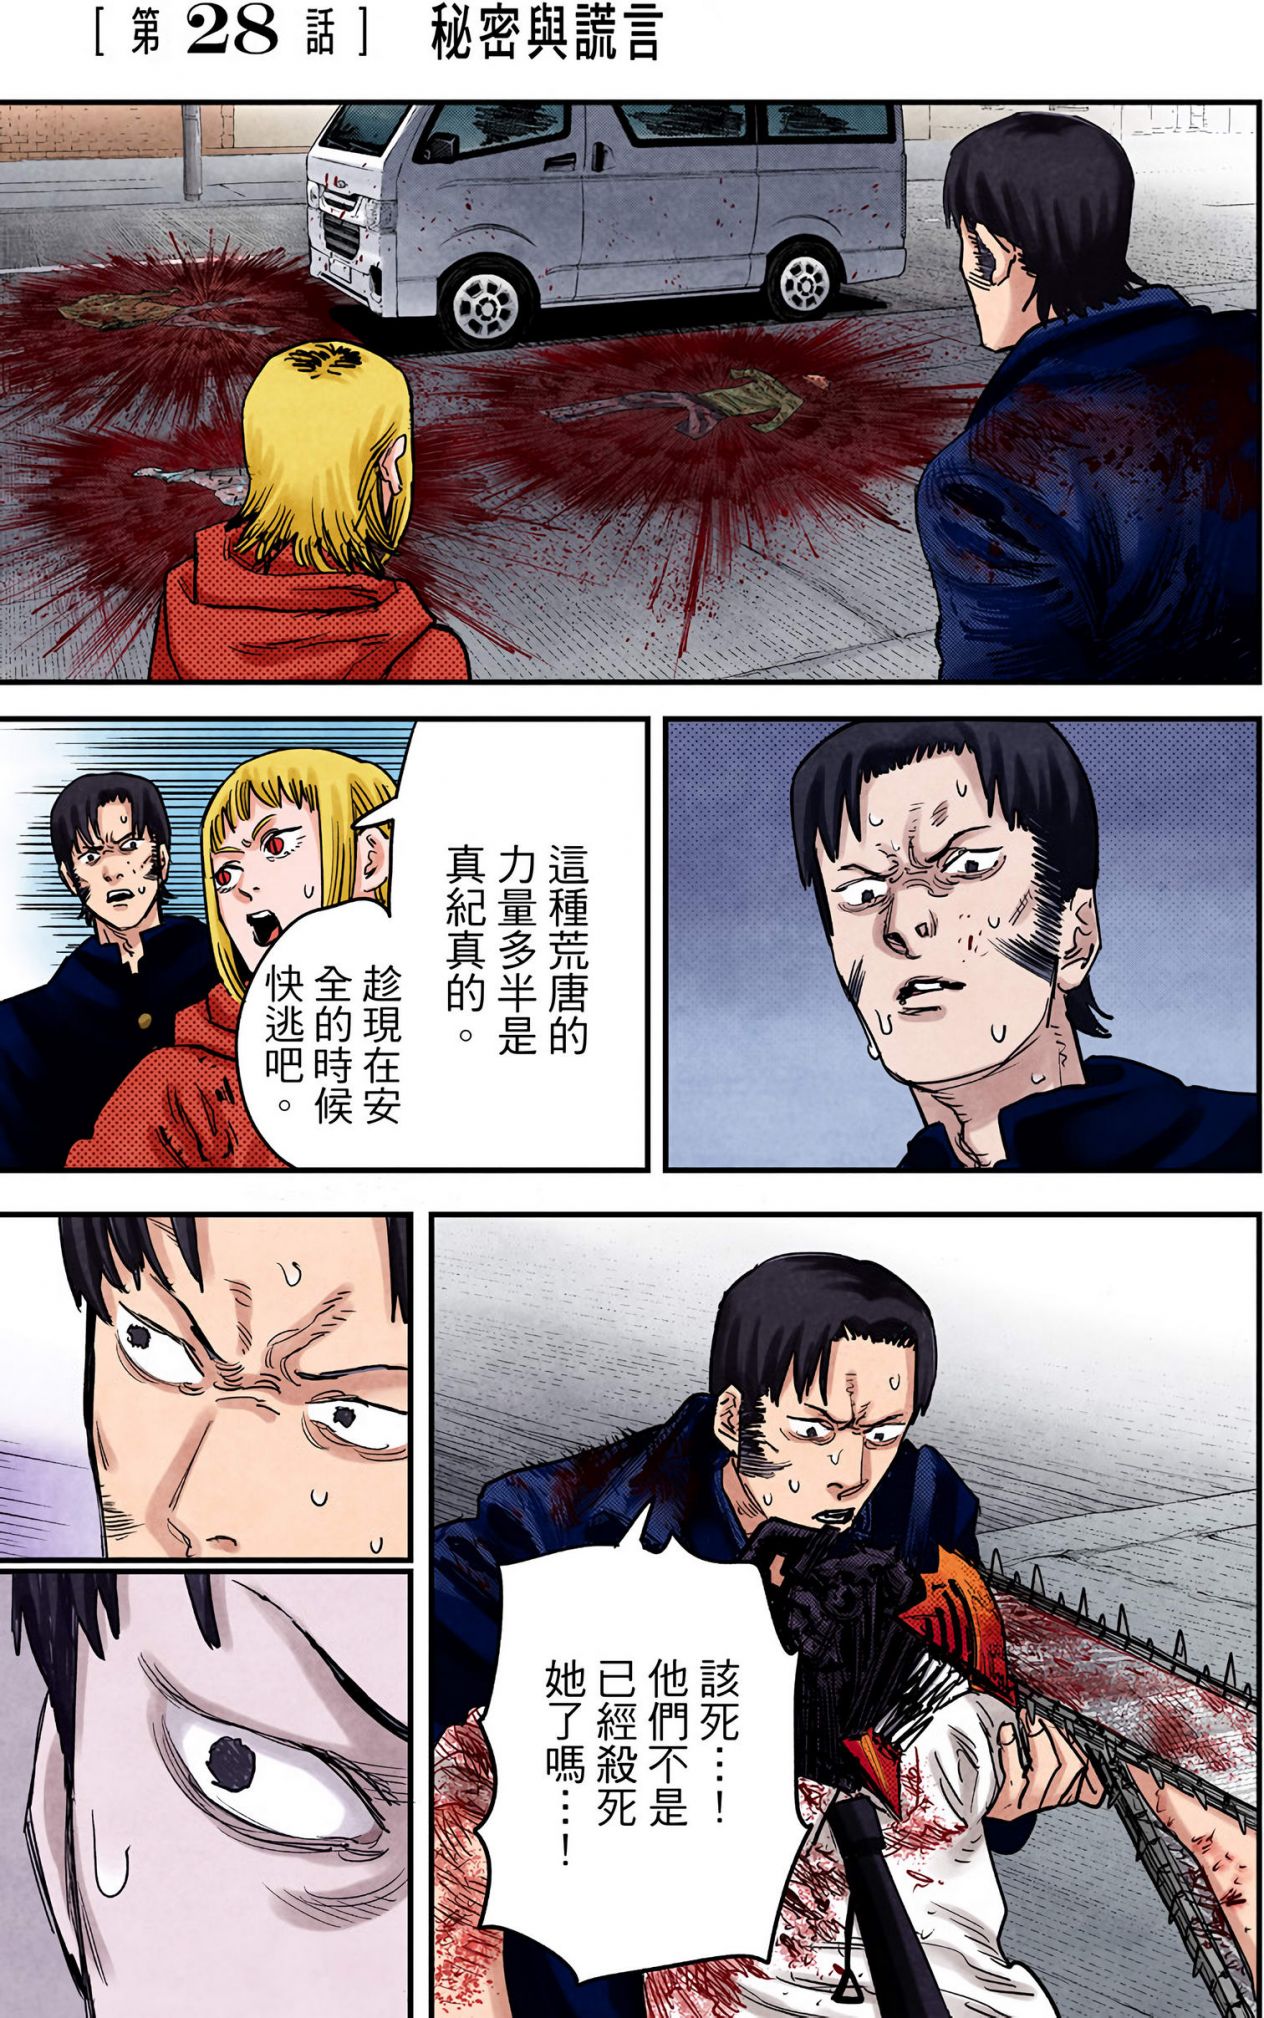 [第28話] 秘密與謊言
這種荒唐的
力量多半是
真紀真的。
趁現在安
全的時候
快逃吧。
該死⋯!
他們不是
已經殺死
她了嗎⋯!